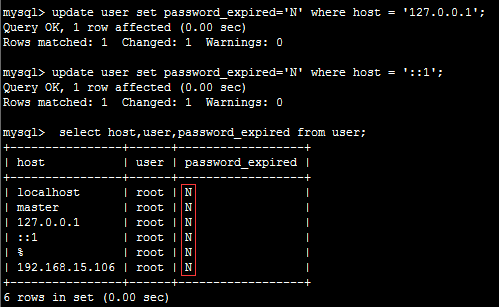 mysql> update user set password_expired='N' where host = '127.0.0.1';
Query OK, 1 row affected (0.00 sec)
Rows matched: 1  Changed: 1  Warnings: 0
mysql> update user set password_expired='N' where host = '::1';
Query OK, 1 row affected (0.00 sec)
Rows matched: 1  Changed: 1  Warnings: 0
mysql>  select host,user,password_expired from user;
+----------------+------+------------------+
| host           | user | password_expired |
+----------------+------+------------------+
| localhost      | root | N                |
| master         | root | N                |
| 127.0.0.1      | root | N                |
| ::1            | root | N                |
| %              | root | N                |
| 192.168.15.106 | root | N                |
+----------------+------+------------------+
6 rows in set (0.00 sec)